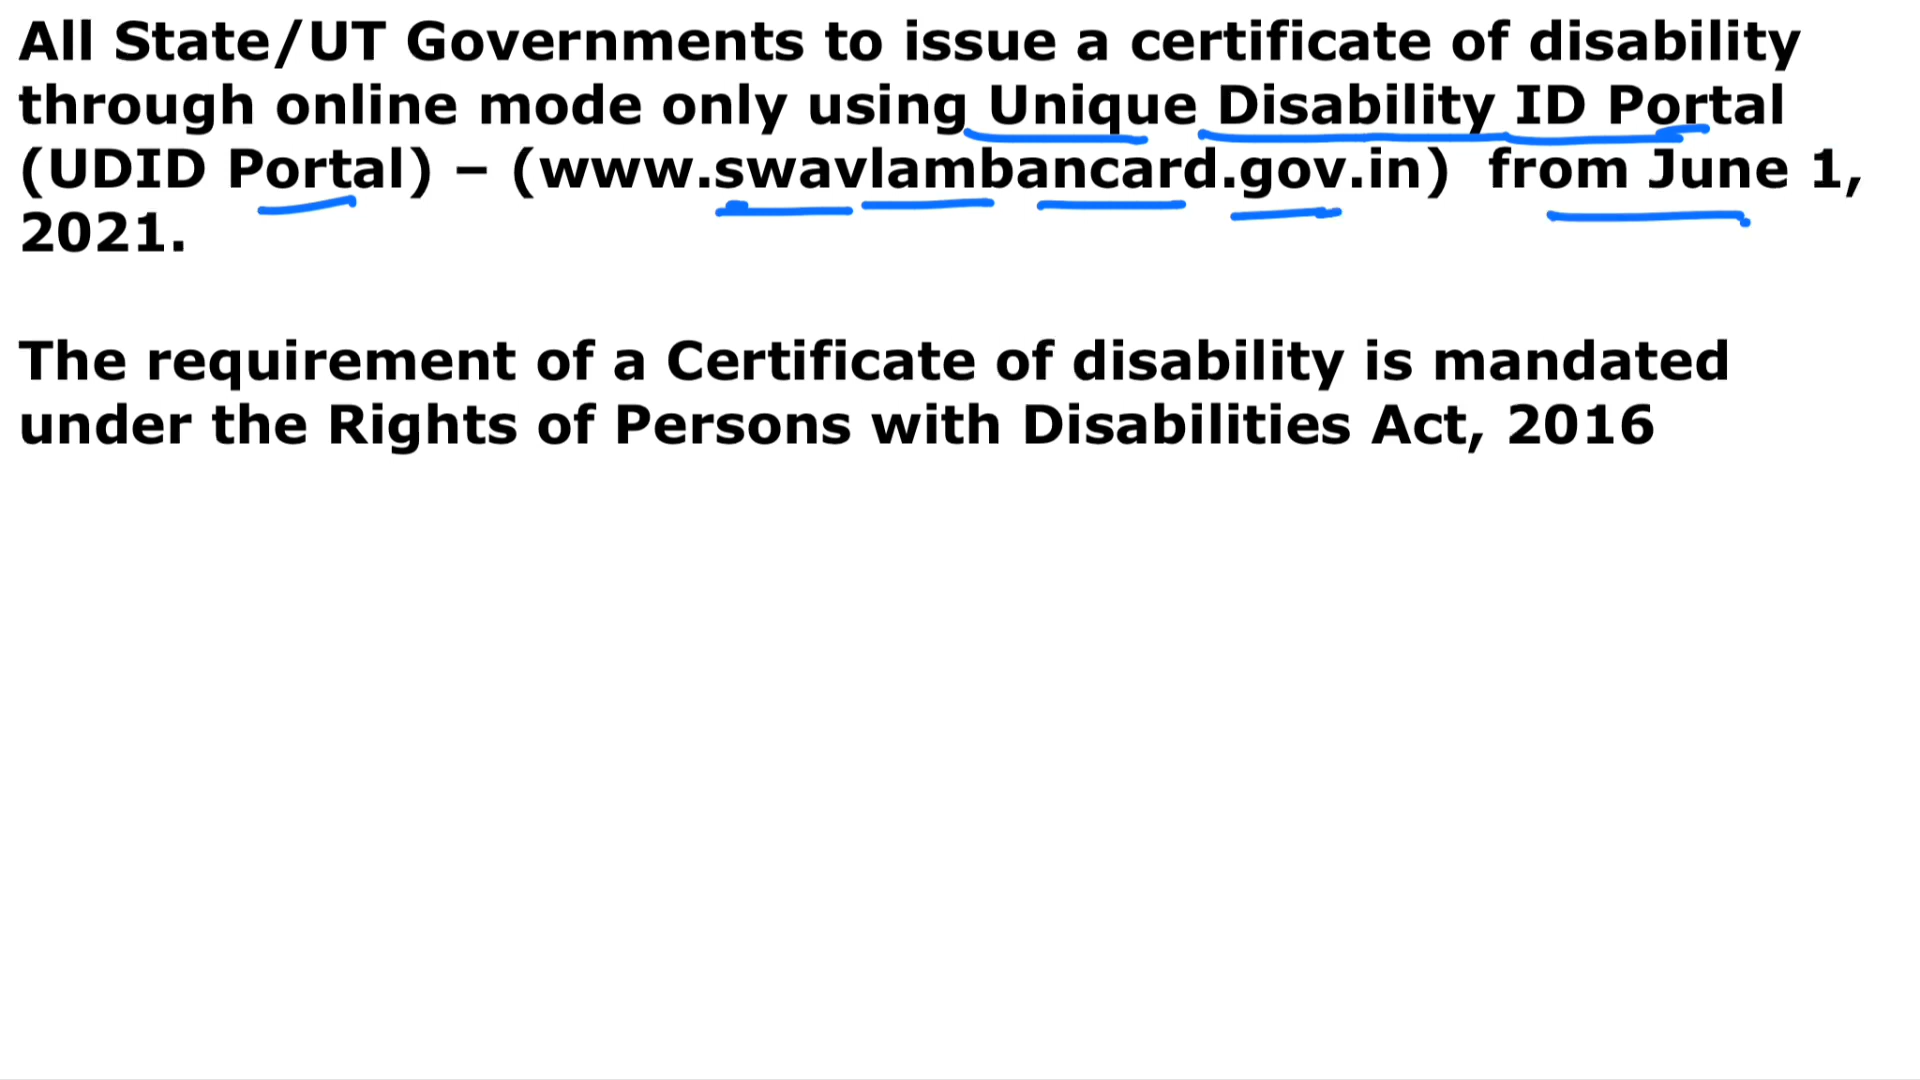 All State/UT Governments to issue a certificate of disability
through online mode only using Unique Disability ID Portal
(UDID Portal) – (www.swavlambancard.gov.in) from June 1,
2021.
The requirement of a Certificate of disability is mandated
under the Rights of Persons with Disabilities Act, 2016